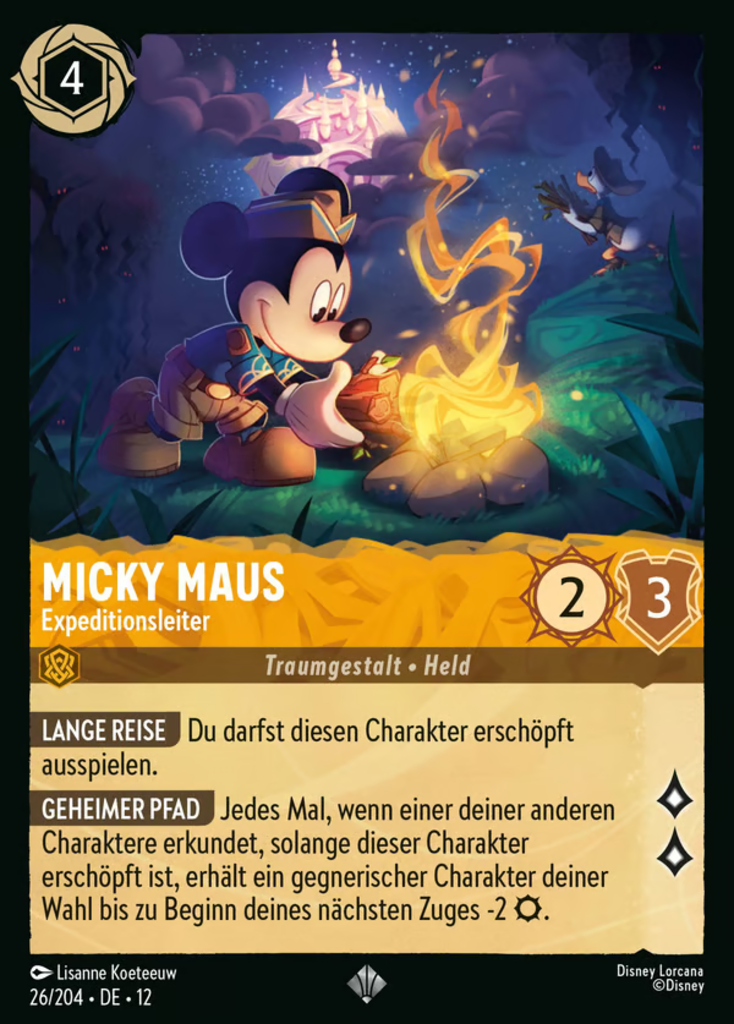 4
MICKY MAUS
Expeditionsleiter
2
3
Traumgestalt • Held
LANGE REISE Du darfst diesen Charakter erschöpft
ausspielen.
GEHEIMER PFAD Jedes Mal, wenn einer deiner anderen
Charaktere erkundet, solange dieser Charakter
erschöpft ist, erhält ein gegnerischer Charakter deiner
Wahl bis zu Beginn deines nächsten Zuges -2 .
Lisanne Koeteeuw
26/204 • DE • 12
Disney Lorcana
©Disney